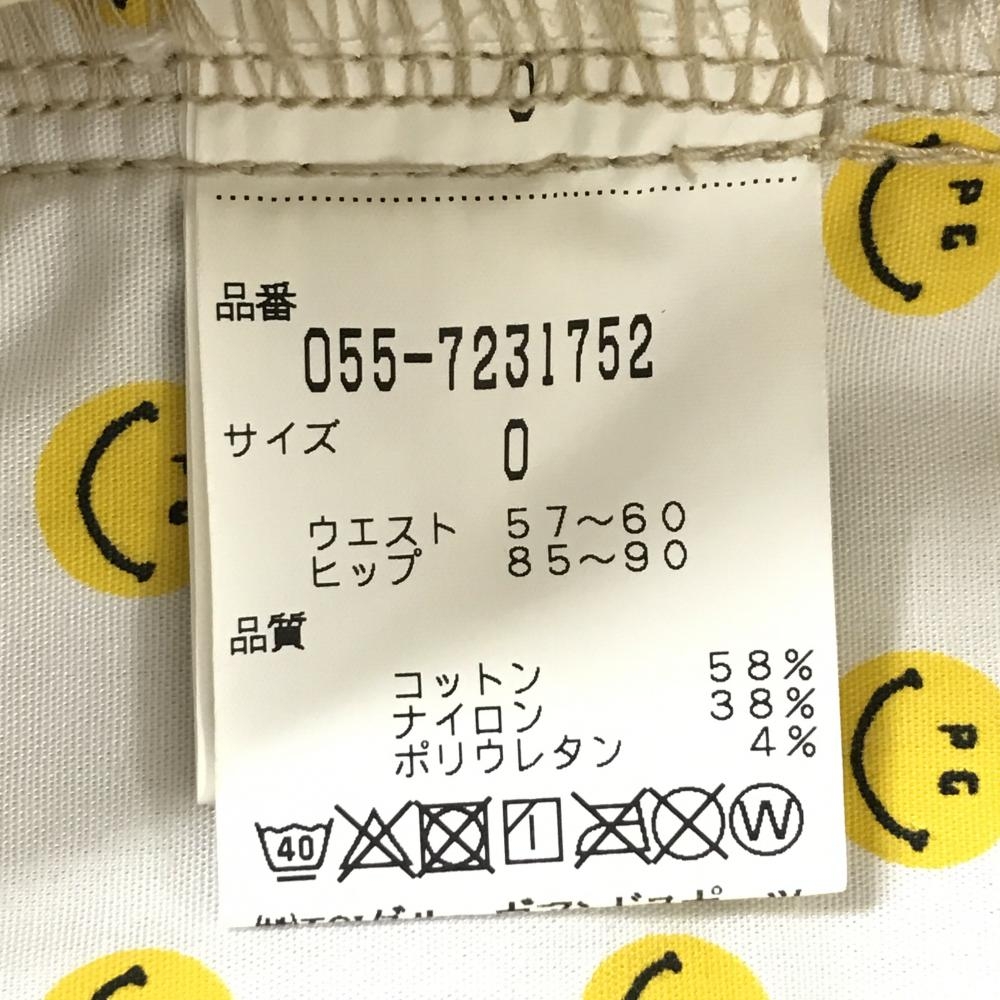 品番
055-7231752
サイズ 0
ウエスト 57～60
ヒップ 85～90
品質
コットン 58%
ナイロン 38%
ポリウレタン 4%
40 W
PG
PG